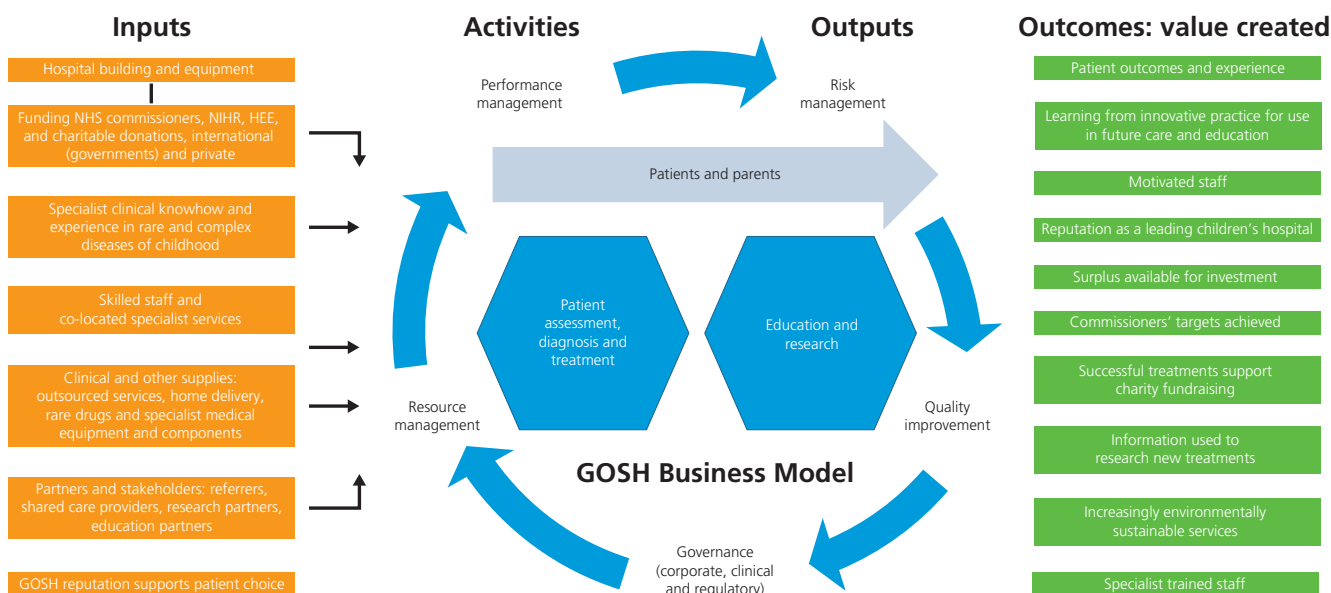 Inputs
Activities
Outputs
Outcomes: value created
Hospital building and equipment
Funding NHS commissioners, NIHR, HEE,
and charitable donations, international
(governments) and private
Specialist clinical knowhow and
experience in rare and complex
diseases of childhood
Skilled staff and
co-located specialist services
Clinical and other supplies:
outsourced services, home delivery,
rare drugs and specialist medical
equipment and components
Partners and stakeholders: referrers,
shared care providers, research partners,
education partners
GOSH reputation supports patient choice
Performance
management
Risk
management
Patients and parents
Patient
assessment,
diagnosis and
treatment
Education and
research
Resource
management
Quality
improvement
GOSH Business Model
Governance
(corporate, clinical
and regulatory)
Patient outcomes and experience
Learning from innovative practice for use
in future care and education
Motivated staff
Reputation as a leading children’s hospital
Surplus available for investment
Commissioners’ targets achieved
Successful treatments support
charity fundraising
Information used to
research new treatments
Increasingly environmentally
sustainable services
Specialist trained staff